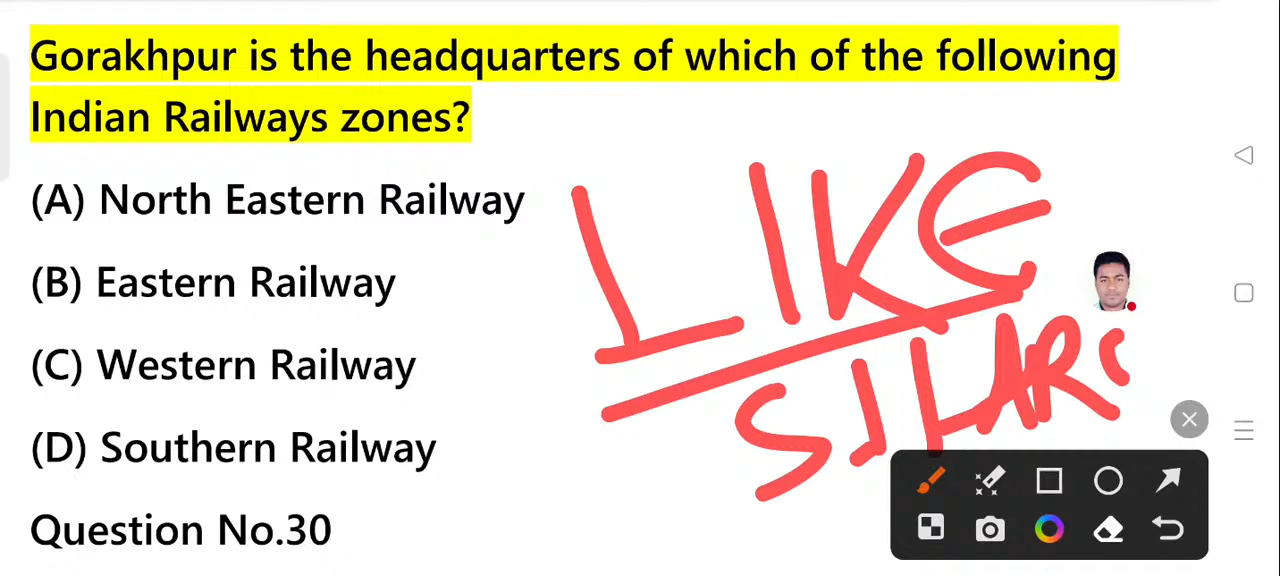 Gorakhpur is the headquarters of which of the following
Indian Railways zones?
(A) North Eastern Railway
(B) Eastern Railway
(C) Western Railway
(D) Southern Railway
Question No.30
LIKE